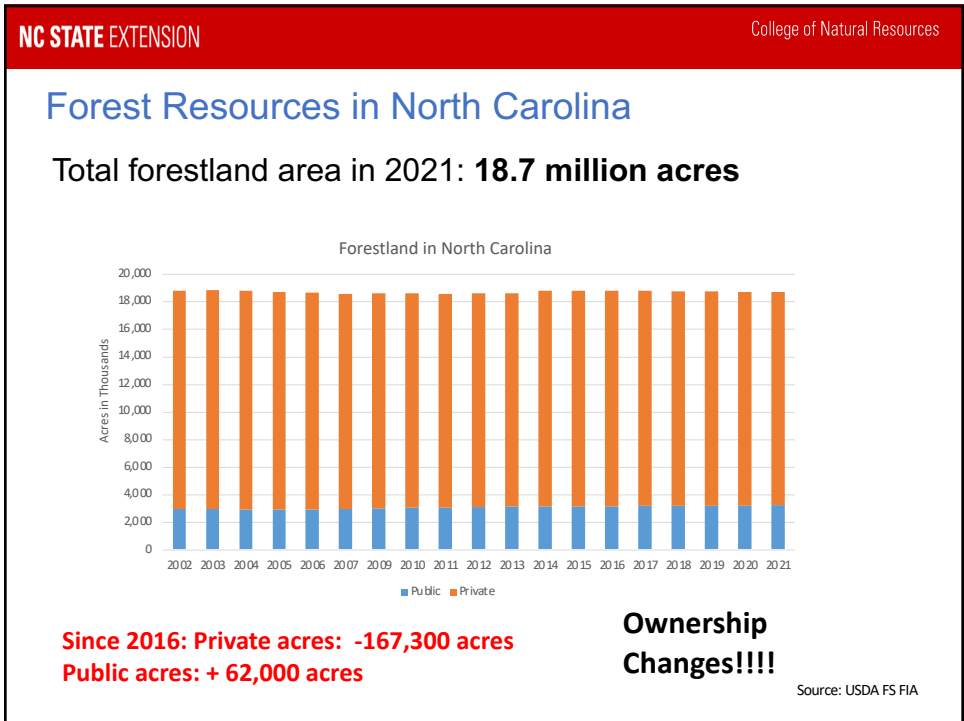 NC STATE EXTENSION
College of Natural Resources
Forest Resources in North Carolina
Total forestland area in 2021: 18.7 million acres
Forestland in North Carolina
Acres in Thousands
20,000
18,000
16,000
14,000
12,000
10,000
8,000
6,000
4,000
2,000
0
2002 2003 2004 2005 2006 2007 2009 2010 2011 2012 2013 2014 2015 2016 2017 2018 2019 2020 2021
Public Private
Since 2016: Private acres: -167,300 acres
Public acres: + 62,000 acres
Ownership
Changes!!!!
Source: USDA FS FIA